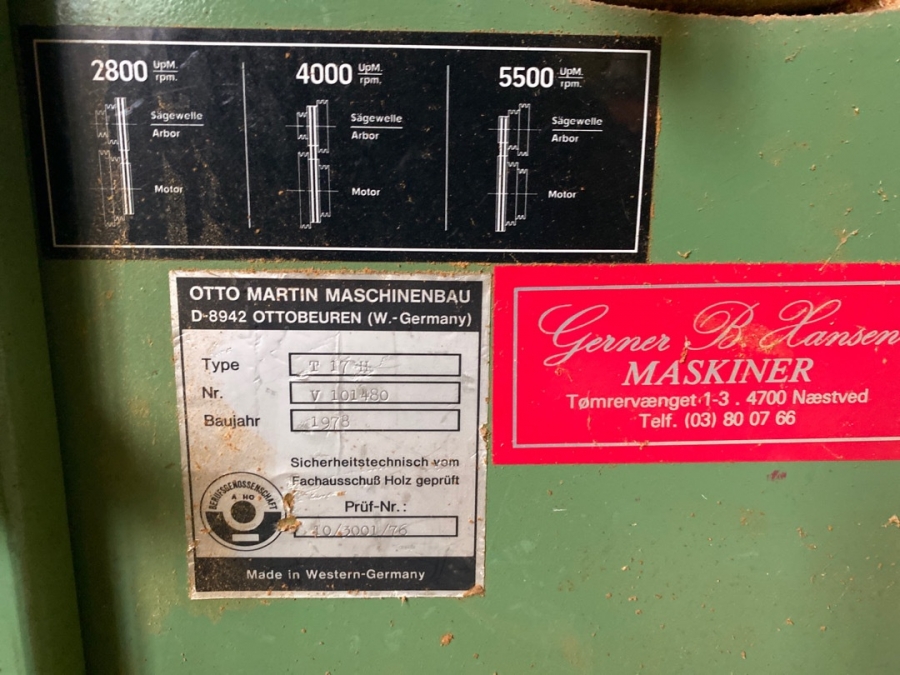 2800 UpM. rpm.
Sägewelle
Arbor
Motor
4000 UpM. rpm.
Sägewelle
Arbor
Motor
5500 UpM. rpm.
Sägewelle
Arbor
Motor
OTTO MARTIN MASCHINENBAU
D-8942 OTTOBEUREN (W.-Germany)
Type T 17 H
Nr. V 101480
Baujahr 1978
Sicherheitstechnisch vom
Fachausschuß Holz geprüft
BERUFSGENOSSENSCHAFT
4 HO
Prüf-Nr.:
10/3001/76
Made in Western-Germany
Gerner B. Hansen
MASKINER
Tømrervænget 1-3 . 4700 Næstved
Telf. (03) 80 07 66